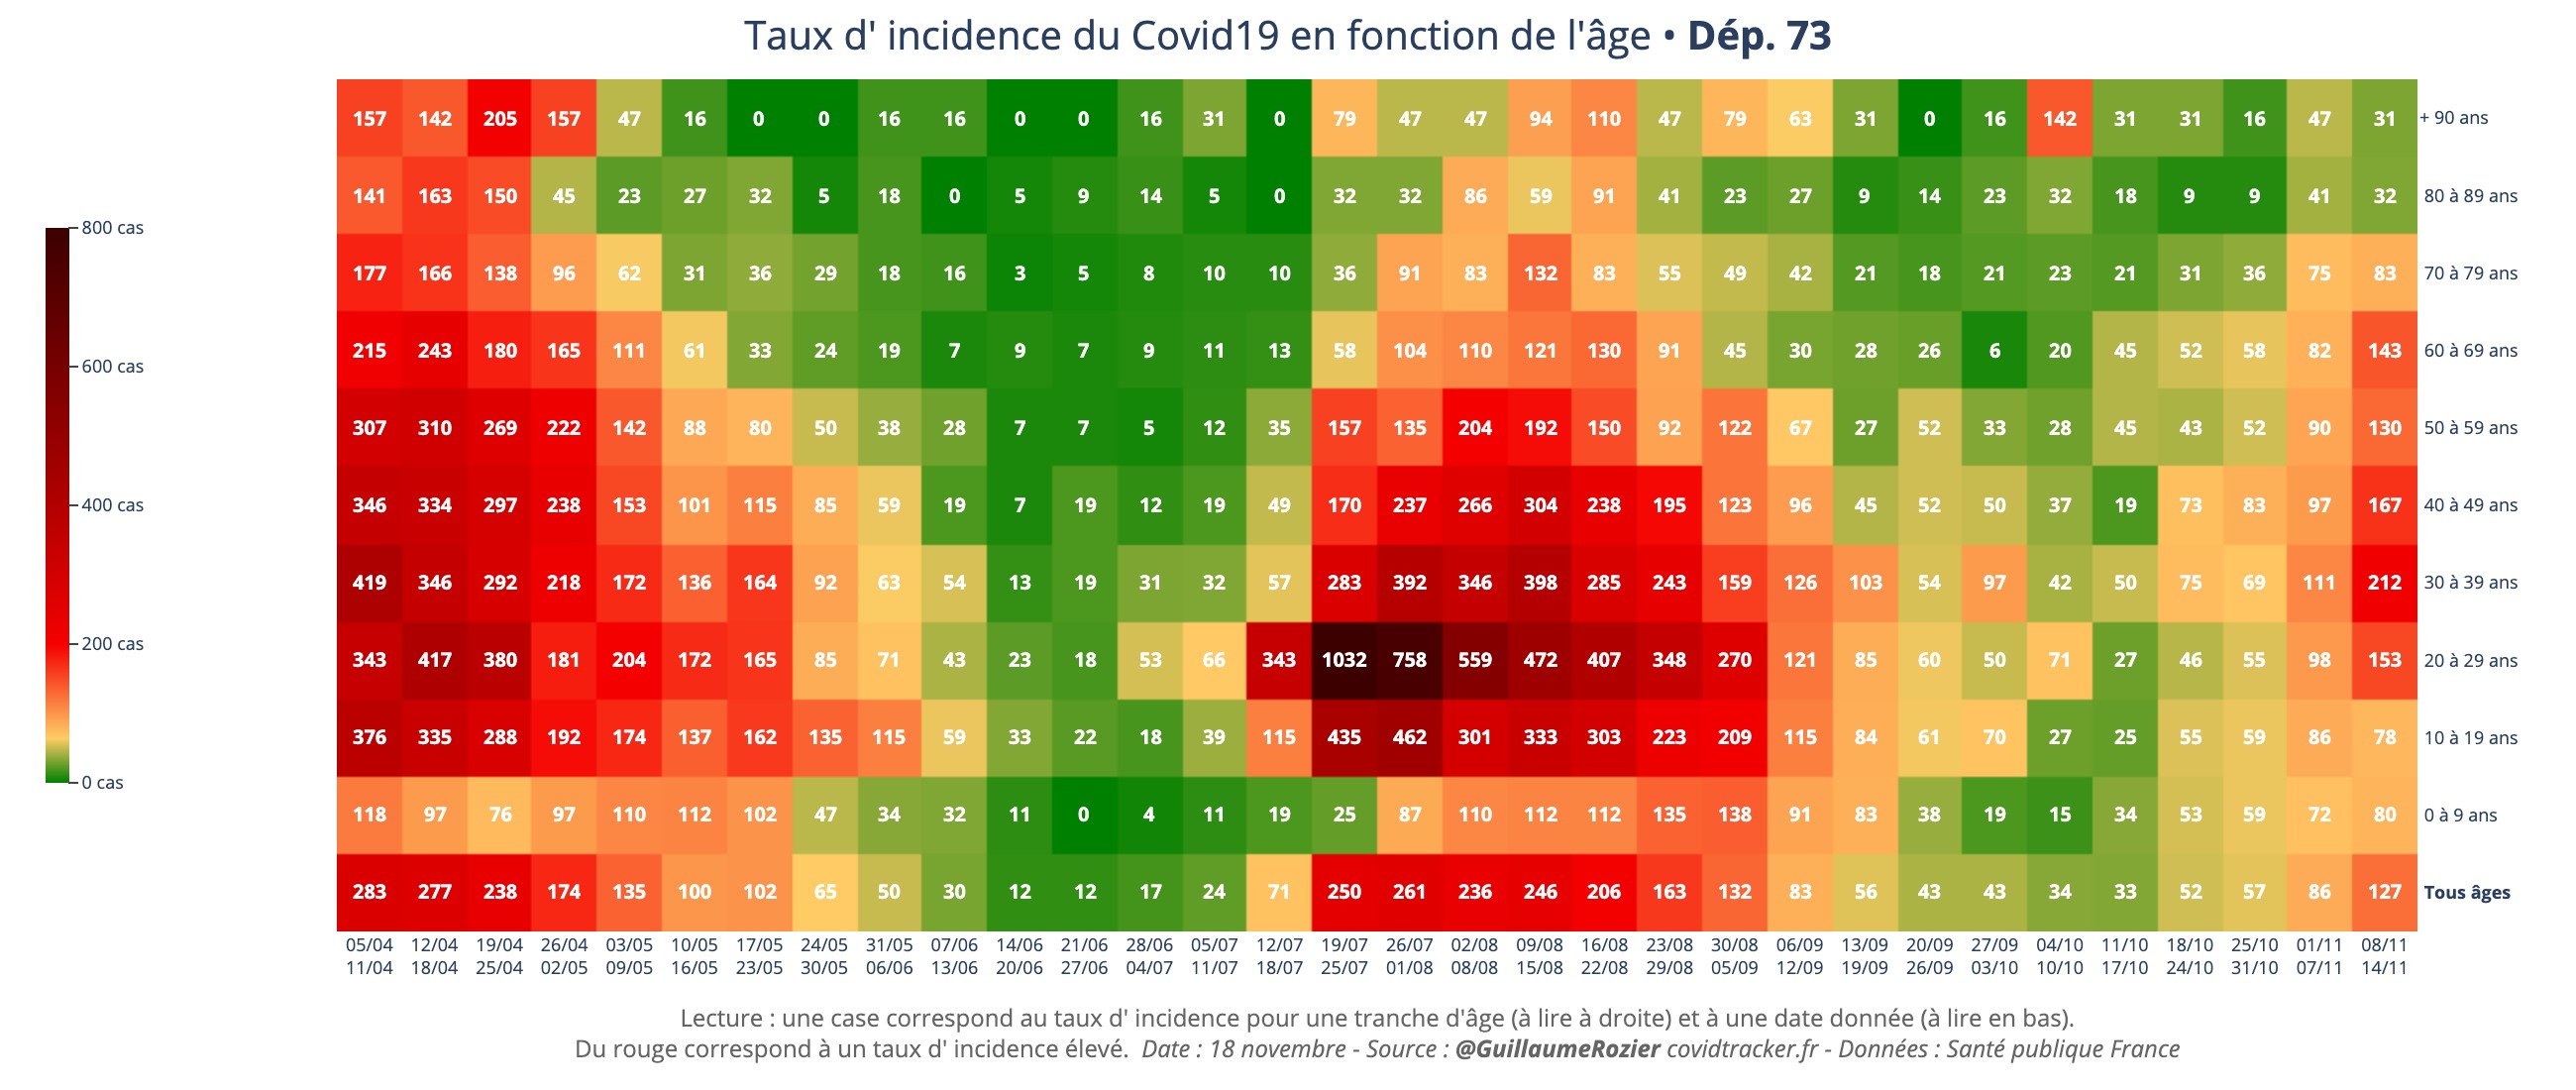 Taux d' incidence du Covid19 en fonction de l'âge • Dép. 73
800 cas
600 cas
400 cas
200 cas
0 cas
157 142 205 157 47 16 0 0 16 16 0 0 16 31 0 79 47 47 94 110 47 79 63 31 0 16 142 31 31 16 47 31 + 90 ans
141 163 150 45 23 27 32 5 18 0 5 9 14 5 0 32 32 86 59 91 41 23 27 9 14 23 32 18 9 9 41 32 80 à 89 ans
177 166 138 96 62 31 36 29 18 16 3 5 8 10 10 36 91 83 132 83 55 49 42 21 18 21 23 21 31 36 75 83 70 à 79 ans
215 243 180 165 111 61 33 24 19 7 9 7 9 11 13 58 104 110 121 130 91 45 30 28 26 6 20 45 52 58 82 143 60 à 69 ans
307 310 269 222 142 88 80 50 38 28 7 7 5 12 35 157 135 204 192 150 92 122 67 27 52 33 28 45 43 52 90 130 50 à 59 ans
346 334 297 238 153 101 115 85 59 19 7 19 12 19 49 170 237 266 304 238 195 123 96 45 52 50 37 19 73 83 97 167 40 à 49 ans
419 346 292 218 172 136 164 92 63 54 13 19 31 32 57 283 392 346 398 285 243 159 126 103 54 97 42 50 75 69 111 212 30 à 39 ans
343 417 380 181 204 172 165 85 71 43 23 18 53 66 343 1032 758 559 472 407 348 270 121 85 60 50 71 27 46 55 98 153 20 à 29 ans
376 335 288 192 174 137 162 135 115 59 33 22 18 39 115 435 462 301 333 303 223 209 115 84 61 70 27 25 55 59 86 78 10 à 19 ans
118 97 76 97 110 112 102 47 34 32 11 0 4 11 19 25 87 110 112 112 135 138 91 83 38 19 15 34 53 59 72 80 0 à 9 ans
283 277 238 174 135 100 102 65 50 30 12 12 17 24 71 250 261 236 246 206 163 132 83 56 43 43 34 33 52 57 86 127 Tous âges
05/04 12/04 19/04 26/04 03/05 10/05 17/05 24/05 31/05 07/06 14/06 21/06 28/06 05/07 12/07 19/07 26/07 02/08 09/08 16/08 23/08 30/08 06/09 13/09 20/09 27/09 04/10 11/10 18/10 25/10 01/11 08/11
11/04 18/04 25/04 02/05 09/05 16/05 23/05 30/05 06/06 13/06 20/06 27/06 04/07 11/07 18/07 25/07 01/08 08/08 15/08 22/08 29/08 05/09 12/09 19/09 26/09 03/10 10/10 17/10 24/10 31/10 07/11 14/11
Lecture : une case correspond au taux d' incidence pour une tranche d'âge (à lire à droite) et à une date donnée (à lire en bas).
Du rouge correspond à un taux d' incidence élevé. Date : 18 novembre - Source : @GuillaumeRozier covidtracker.fr - Données : Santé publique France